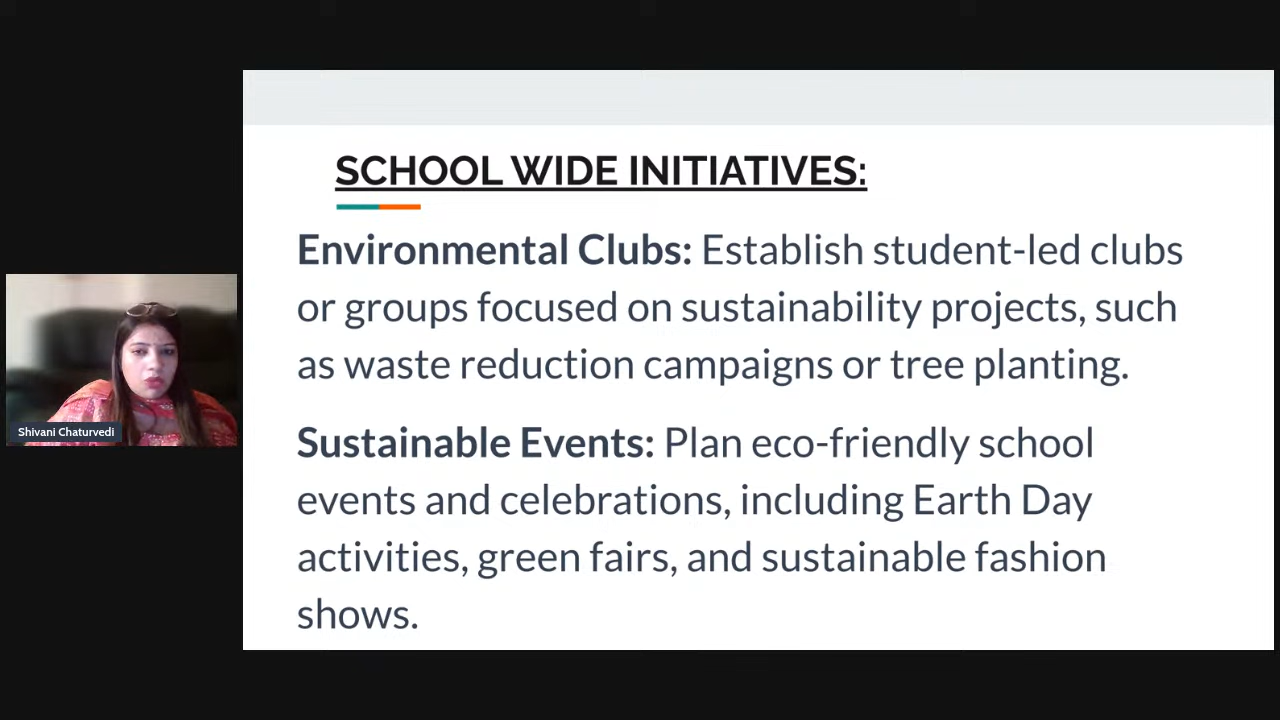 SCHOOL WIDE INITIATIVES:
Environmental Clubs: Establish student-led clubs
or groups focused on sustainability projects, such
as waste reduction campaigns or tree planting.
Sustainable Events: Plan eco-friendly school
events and celebrations, including Earth Day
activities, green fairs, and sustainable fashion
shows.
Shivani Chaturvedi